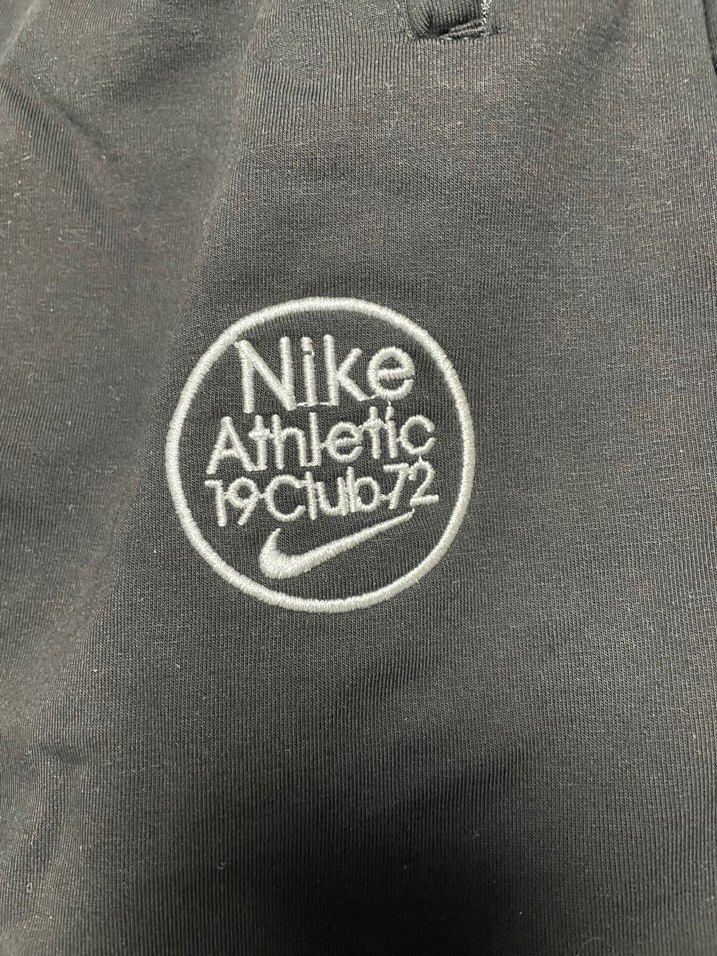 Nike
Athletic
19 Club 72